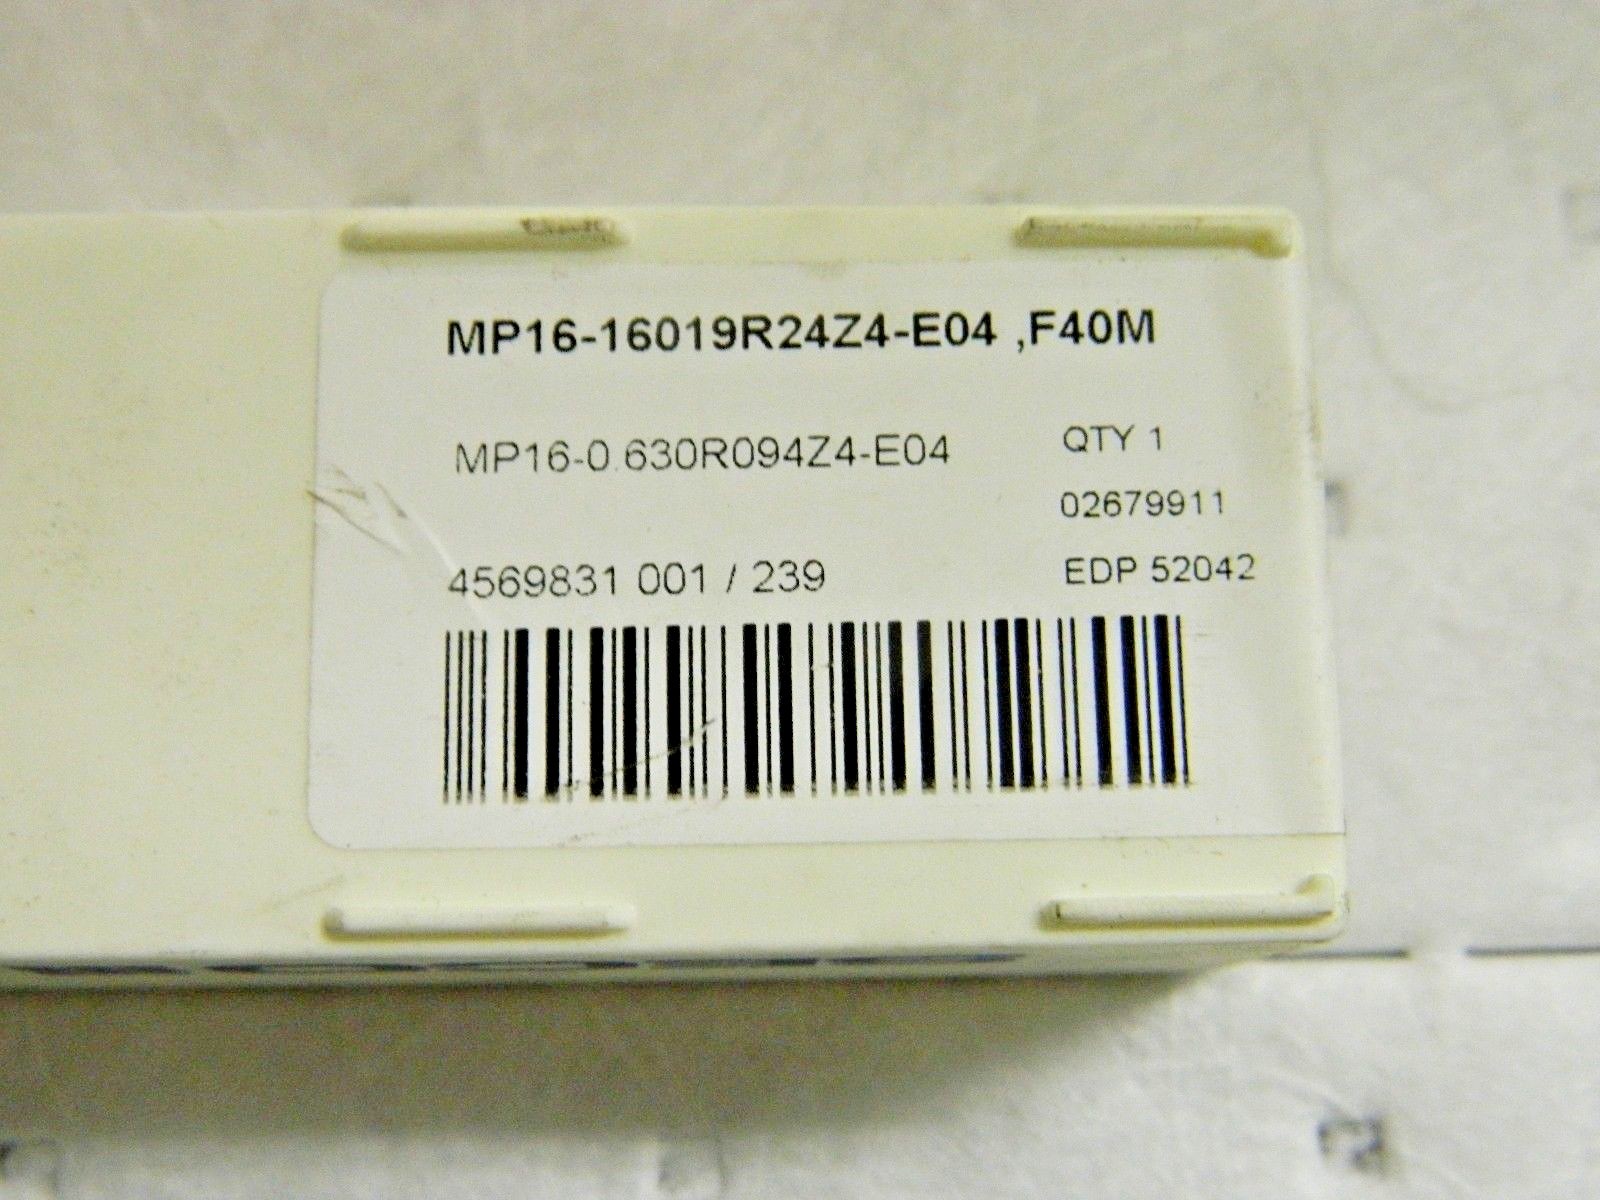 MP16-16019R24Z4-E04 ,F40M
MP16-0.630R094Z4-E04
QTY 1
02679911
4569831 001 / 239
EDP 52042